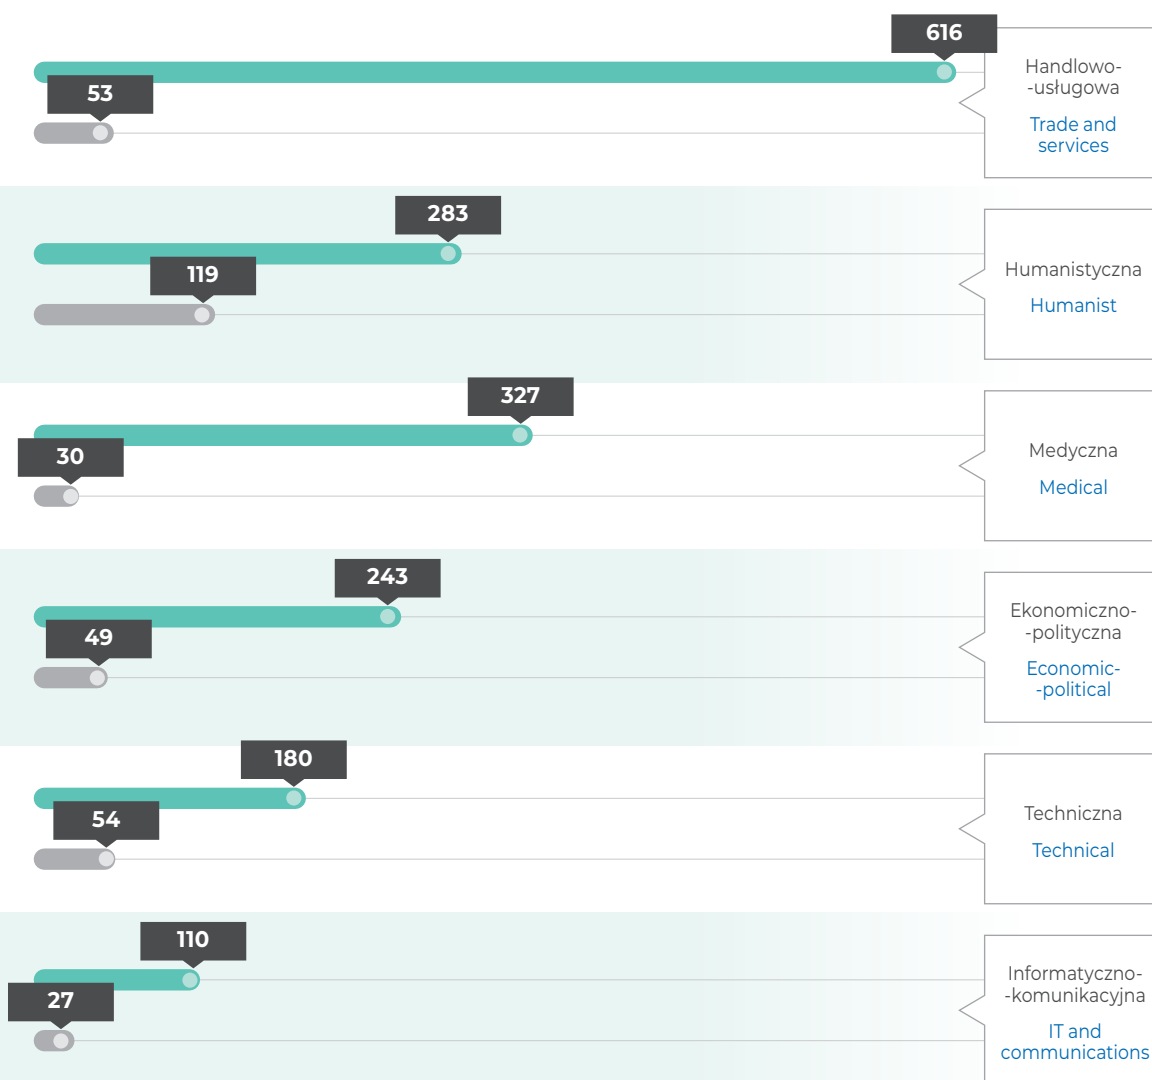 616
53
Handlowo-
-usługowa
Trade and
services
283
119
Humanistyczna
Humanist
327
30
Medyczna
Medical
243
49
Ekonomiczno-
-polityczna
Economic-
-political
180
54
Techniczna
Technical
110
27
Informatyczno-
-komunikacyjna
IT and
communications